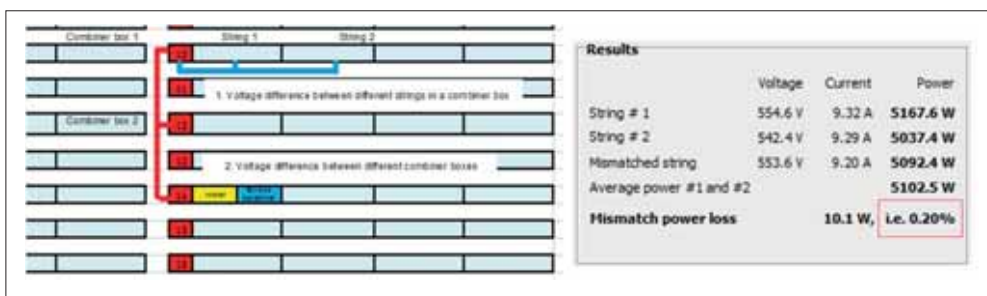 Combiner box 1
String 1
String 2
1. Voltage difference between different strings in a combiner box
Combiner box 2
2. Voltage difference between different combiner boxes
Results
Voltage Current Power
String # 1 554.6 V 9.32 A 5167.6 W
String # 2 542.4 V 9.29 A 5037.4 W
Mismatched string 553.6 V 9.20 A 5092.4 W
Average power #1 and #2 5102.5 W
Mismatch power loss 10.1 W, i.e. 0.20%